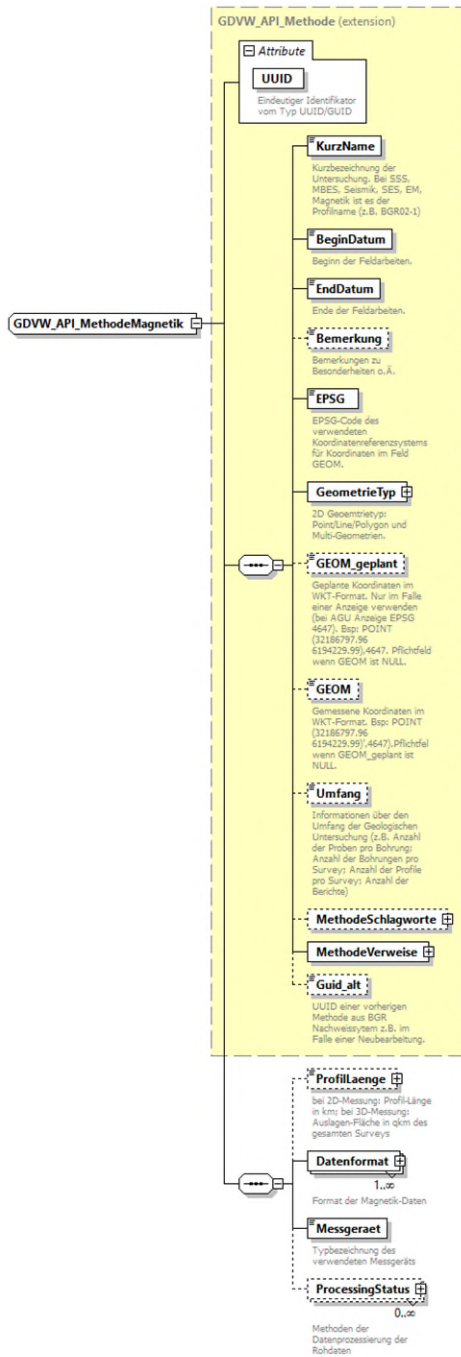 GDVW_API_Methode (extension)
Attribute
UUID
Eindeutiger Identifikator
vom Typ UUID/GUID
KurzName
Kurzbezeichnung der
Untersuchung. Bei SSS,
MBES, Seismik, SES, EM,
Magnetik ist es der
Profilname (z.B. BGR02-1)
BeginDatum
Beginn der Feldarbeiten.
EndDatum
Ende der Feldarbeiten.
GDVW_API_MethodeMagnetik
Bemerkung
Bemerkungen zu
Besonderheiten o.Ä.
EPSG
EPSG-Code des
verwendeten
Koordinatenreferenzsystems
für Koordinaten im Feld
GEOM.
GeometrieTyp
2D Geoemtrietyp:
Point/Line/Polygon und
Multi-Geometrien.
GEOM_geplant
Geplante Koordinaten im
WKT-Format. Nur im Falle
einer Anzeige verwenden
(bei AGU Anzeige EPSG
4647). Bsp: POINT
(32186797.96
6194229.99),4647. Pflichtfeld
wenn GEOM ist NULL.
GEOM
Gemessene Koordinaten im
WKT-Format. Bsp: POINT
(32186797.96
6194229.99)',4647).Pflichtfel
wenn GEOM_geplant ist
NULL.
Umfang
Informationen über den
Umfang der Geologischen
Untersuchung (z.B. Anzahl
der Proben pro Bohrung;
Anzahl der Bohrungen pro
Survey; Anzahl der Profile
pro Survey; Anzahl der
Berichte)
MethodeSchlagworte
MethodeVerweise
Guid_alt
UUID einer vorherigen
Methode aus BGR
Nachweissytem z.B. im
Falle einer Neubearbeitung.
ProfilLaenge
bei 2D-Messung: Profil-Länge
in km; bei 3D-Messung:
Auslagen-Fläche in qkm des
gesamten Surveys
Datenformat
1..∞
Format der Magnetik-Daten
Messgeraet
Typbezeichnung des
verwendeten Messgeräts
ProcessingStatus
0..∞
Methoden der
Datenprozessierung der
Rohdaten